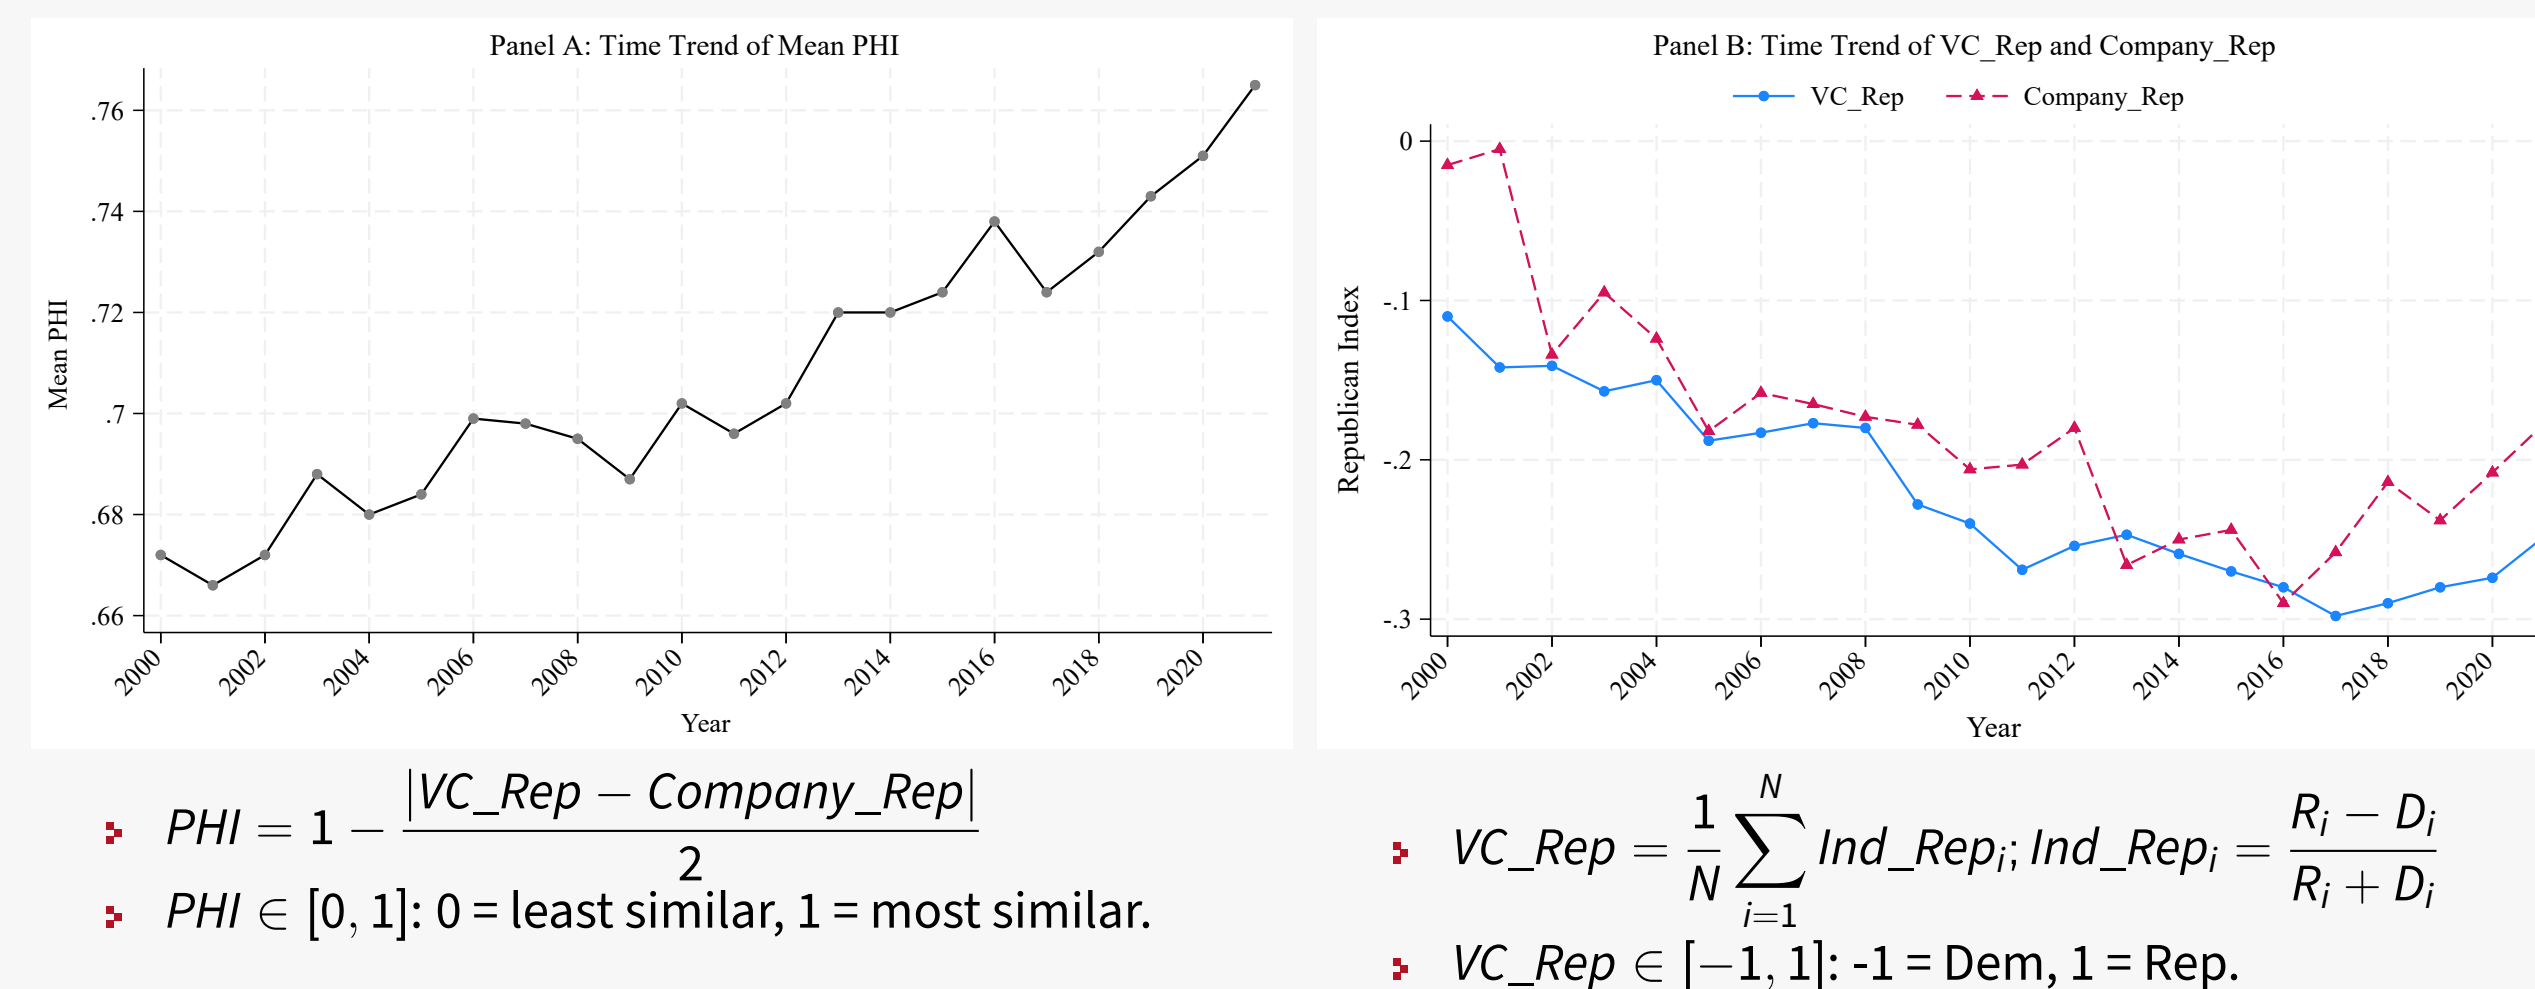 Panel A: Time Trend of Mean PHI
.76
.74
.72
.7
.68
.66
Mean PHI
2000 2002 2004 2006 2008 2010 2012 2014 2016 2018 2020
Year
Panel B: Time Trend of VC_Rep and Company_Rep
VC_Rep Company_Rep
0
-.1
-.2
-.3
Republican Index
2000 2002 2004 2006 2008 2010 2012 2014 2016 2018 2020
Year
PHI = 1 − |VC_Rep − Company_Rep| / 2
PHI ∈ [0, 1]: 0 = least similar, 1 = most similar.
VC_Rep = 1/N ∑_{i=1}^{N} Ind_Rep_i; Ind_Rep_i = (R_i − D_i) / (R_i + D_i)
VC_Rep ∈ [−1, 1]: -1 = Dem, 1 = Rep.